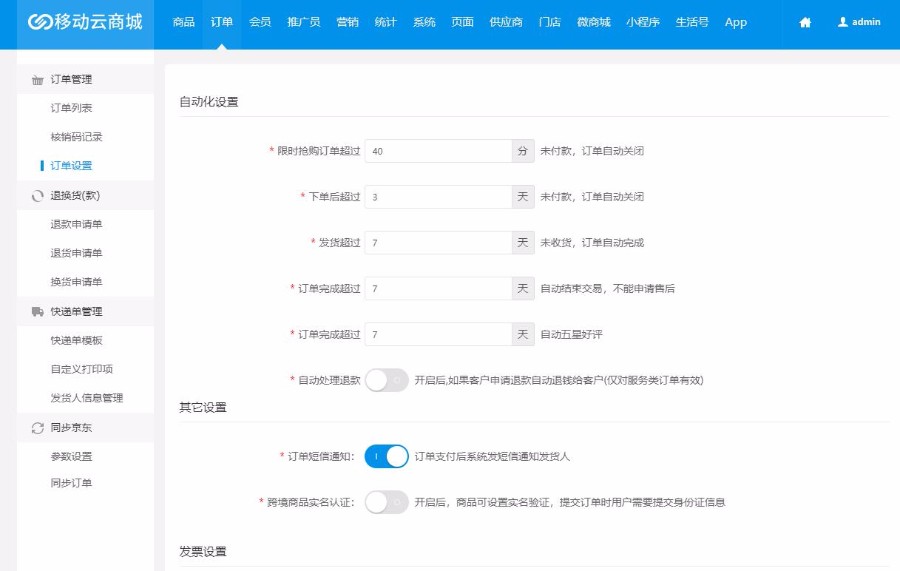 移动云商城 商品 订单 会员 推广员 营销 统计 系统 页面 供应商 门店 微商城 小程序 生活号 App admin
订单管理
订单列表
核销码记录
订单设置
退换货(款)
退款申请单
退货申请单
换货申请单
快递单管理
快递单模板
自定义打印项
发货人信息管理
同步京东
参数设置
同步订单
自动化设置
* 限时抢购订单超过 40 分 未付款，订单自动关闭
* 下单后超过 3 天 未付款，订单自动关闭
* 发货超过 7 天 未收货，订单自动完成
* 订单完成超过 7 天 自动结束交易，不能申请售后
* 订单完成超过 7 天 自动五星好评
* 自动处理退款 开启后,如果客户申请退款自动退钱给客户(仅对服务类订单有效)
其它设置
* 订单短信通知： 订单支付后系统发短信通知发货人
* 跨境商品实名认证： 开启后，商品可设置实名验证，提交订单时用户需要提交身份证信息
发票设置